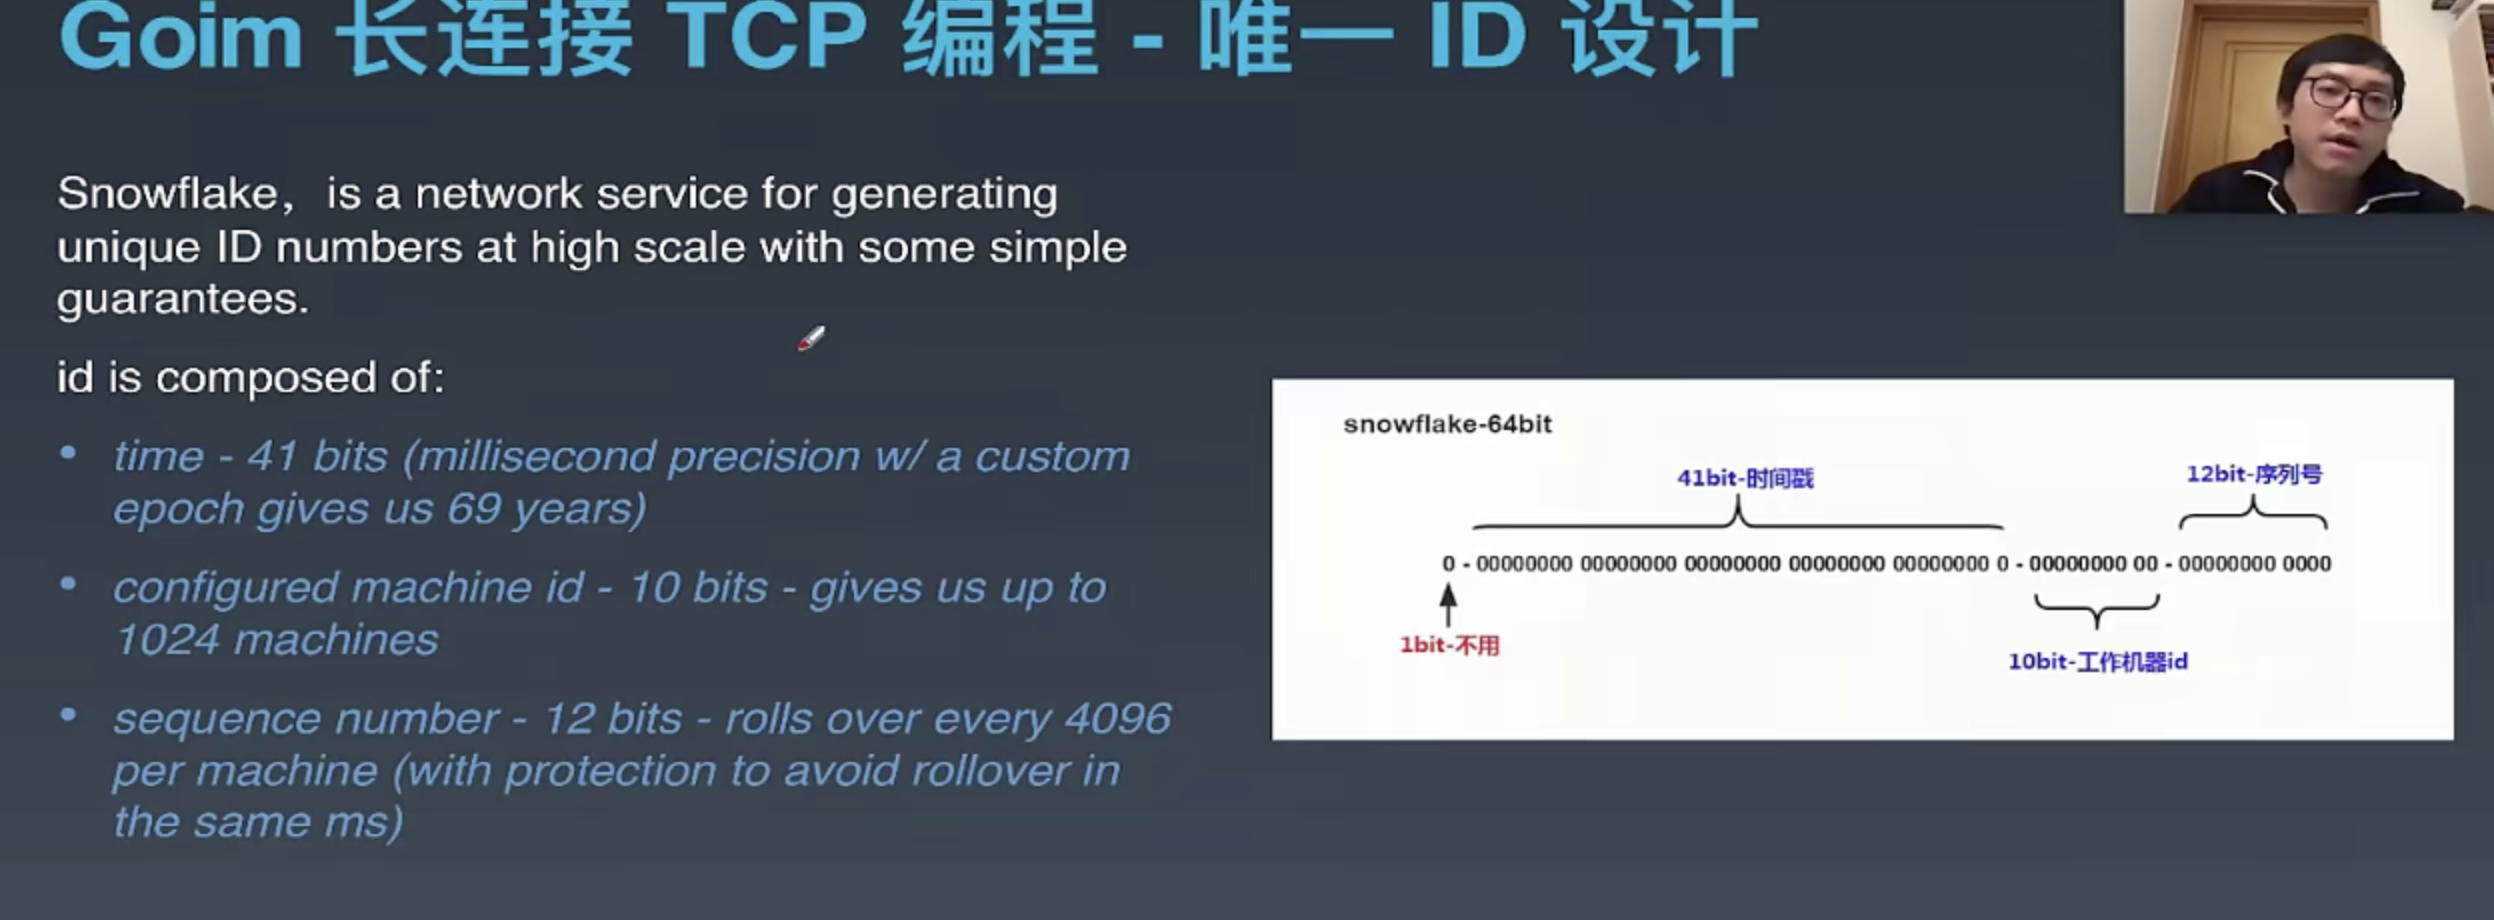 Goim 长连接 TCP 编程 - 唯一 ID 设计
Snowflake， is a network service for generating
unique ID numbers at high scale with some simple
guarantees.
id is composed of:
• time - 41 bits (millisecond precision w/ a custom
epoch gives us 69 years)
• configured machine id - 10 bits - gives us up to
1024 machines
• sequence number - 12 bits - rolls over every 4096
per machine (with protection to avoid rollover in
the same ms)
snowflake-64bit
41bit-时间戳
12bit-序列号
0 - 00000000 00000000 00000000 00000000 00000000 0 - 00000000 00 - 00000000 0000
1bit-不用
10bit-工作机器id